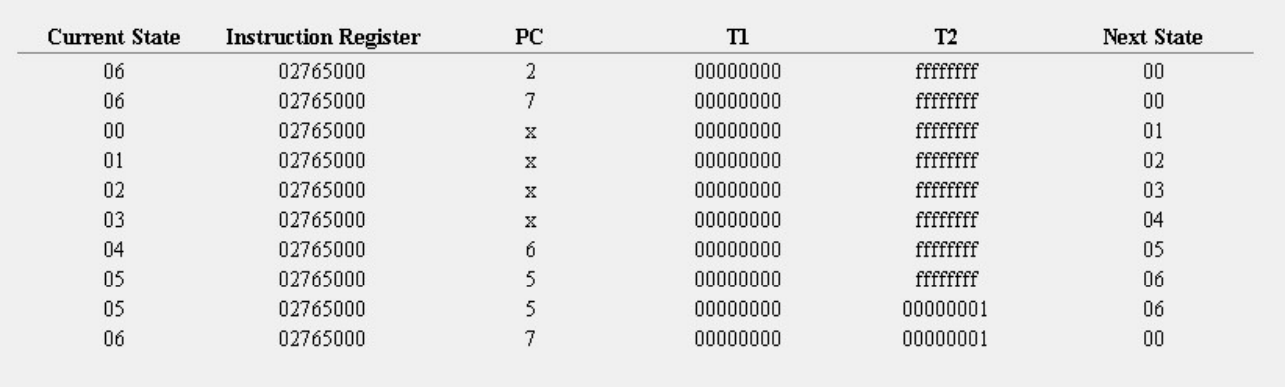 Current State Instruction Register PC T1 T2 Next State
06 02765000 2 00000000 ffffffff 00
06 02765000 7 00000000 ffffffff 00
00 02765000 x 00000000 ffffffff 01
01 02765000 x 00000000 ffffffff 02
02 02765000 x 00000000 ffffffff 03
03 02765000 x 00000000 ffffffff 04
04 02765000 6 00000000 ffffffff 05
05 02765000 5 00000000 ffffffff 06
05 02765000 5 00000000 00000001 06
06 02765000 7 00000000 00000001 00